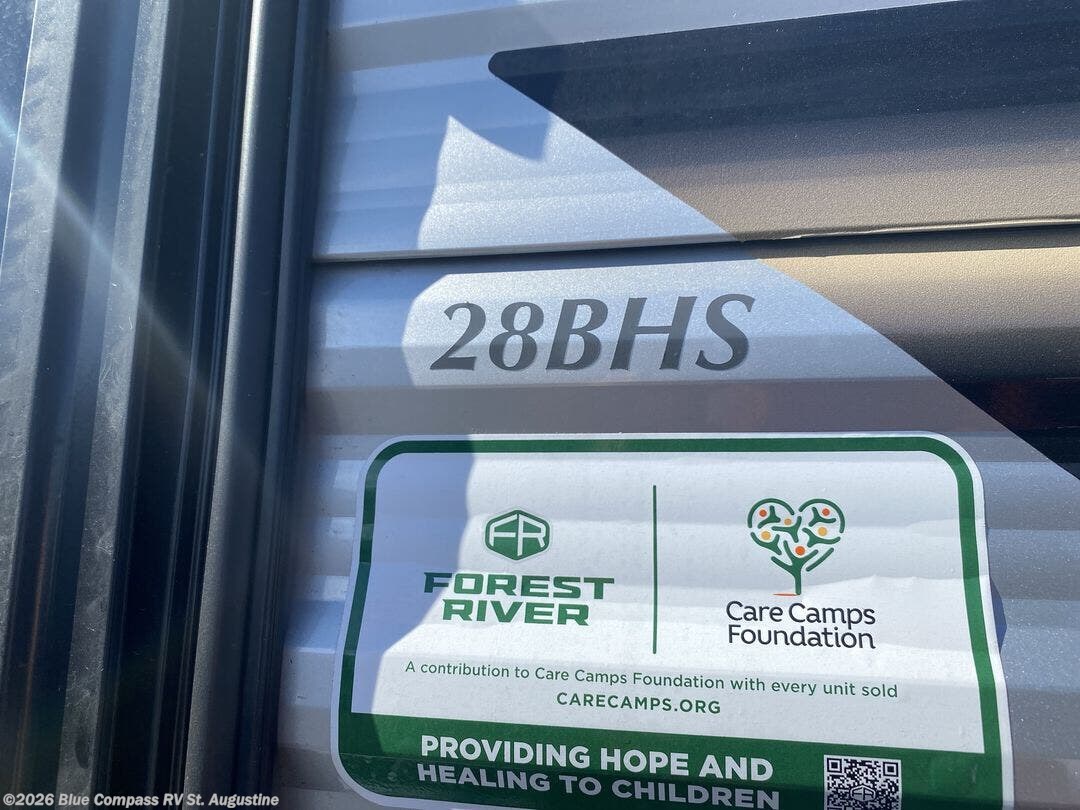 28BHS
FR
FOREST
RIVER
Care Camps
Foundation
A contribution to Care Camps Foundation with every unit sold
CARECAMPS.ORG
PROVIDING HOPE AND
HEALING TO CHILDREN
©2026 Blue Compass RV St. Augustine